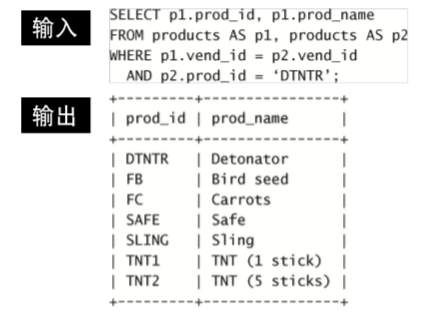 输入
SELECT p1.prod_id, p1.prod_name
FROM products AS p1, products AS p2
WHERE p1.vend_id = p2.vend_id
AND p2.prod_id = ‘DTNTR’;
输出
+---------+----------------+
| prod_id | prod_name |
+---------+----------------+
| DTNTR | Detonator |
| FB | Bird seed |
| FC | Carrots |
| SAFE | Safe |
| SLING | Sling |
| TNT1 | TNT (1 stick) |
| TNT2 | TNT (5 sticks) |
+---------+----------------+